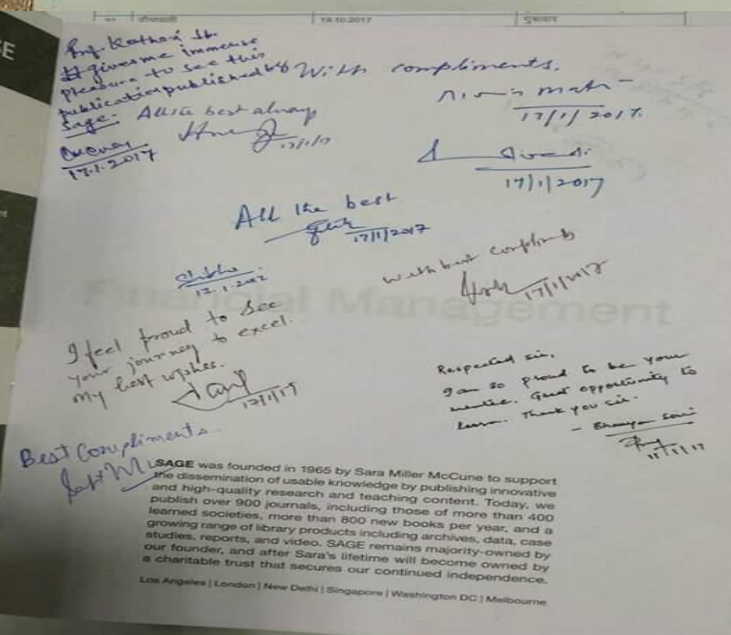 दीपावली 19.10.2017 गुरूवार
E
Prof. Kothari Sb.
It gives me immense
pleasure to see this
publication published by
Sage. All the best always
17.1.2017
17/1/17
With compliments.
17/1/2017.
17/1/2017
All the best
17/1/2017
with best compliments
17/1/2017
Financial Management
I feel proud to see
your journey to excel.
My best wishes.
17/1/17
Respected sir,
I am so proud to be your
mentee. Great opportunity to
learn. Thank you sir.
17/1/17
Best Compliments..
SAGE was founded in 1965 by Sara Miller McCune to support
the dissemination of usable knowledge by publishing innovative
and high-quality research and teaching content. Today, we
publish over 900 journals, including those of more than 400
learned societies, more than 800 new books per year, and a
growing range of library products including archives, data, case
studies, reports, and video. SAGE remains majority-owned by
our founder, and after Sara's lifetime will become owned by
a charitable trust that secures our continued independence.
Los Angeles | London | New Delhi | Singapore | Washington DC | Melbourne